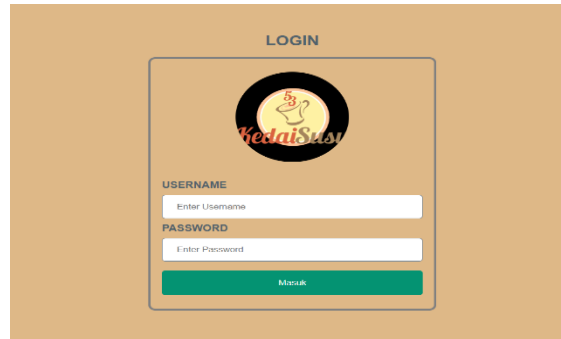 LOGIN
53
KedaiSusu
USERNAME
Enter Username
PASSWORD
Enter Password
Masuk